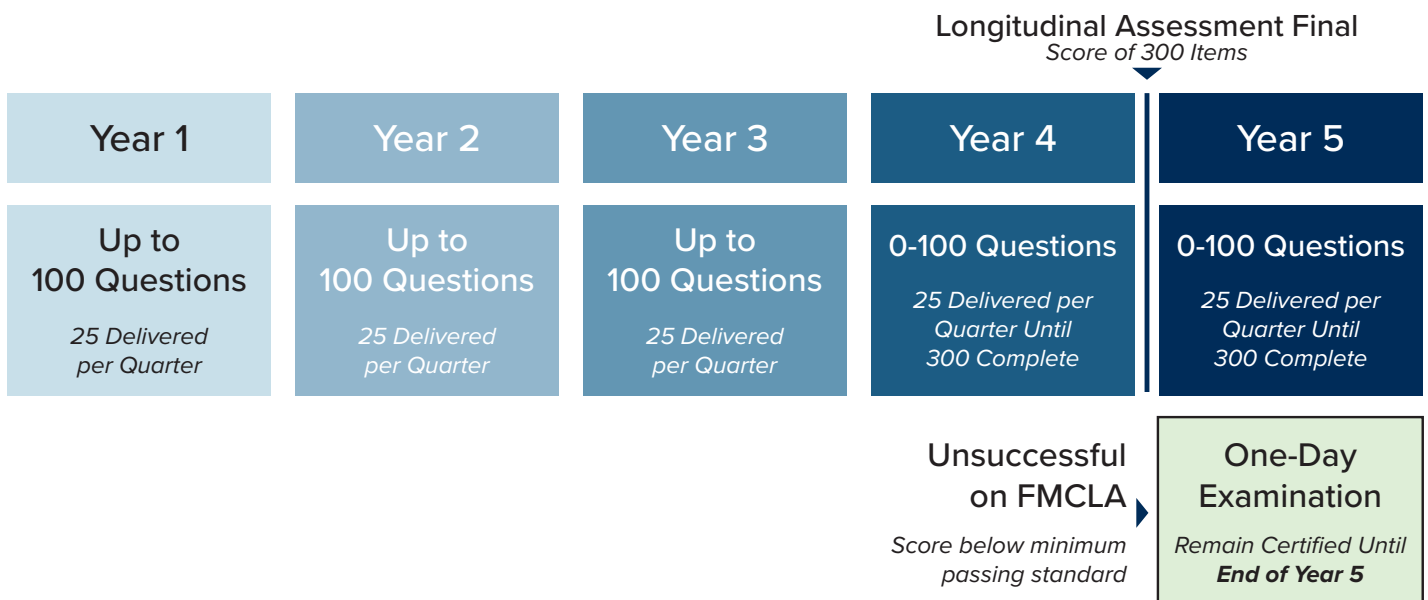 Longitudinal Assessment Final
Score of 300 Items
Year 1
Year 2
Year 3
Year 4
Year 5
Up to
100 Questions
25 Delivered
per Quarter
Up to
100 Questions
25 Delivered
per Quarter
Up to
100 Questions
25 Delivered
per Quarter
0-100 Questions
25 Delivered per
Quarter Until
300 Complete
0-100 Questions
25 Delivered per
Quarter Until
300 Complete
Unsuccessful
on FMCLA
Score below minimum
passing standard
One-Day
Examination
Remain Certified Until
End of Year 5